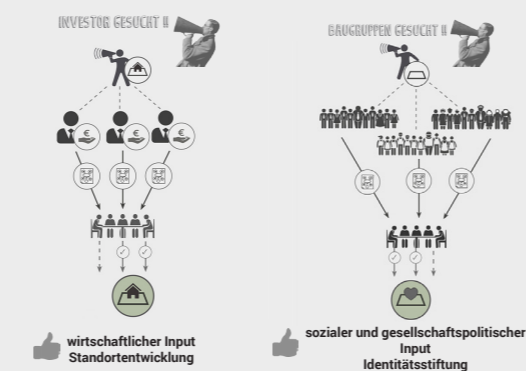 INVESTOR GESUCHT !!
€
€
€
wirtschaftlicher Input
Standortentwicklung
BAUGRUPPEN GESUCHT !!
sozialer und gesellschaftspolitischer
Input
Identitätsstiftung